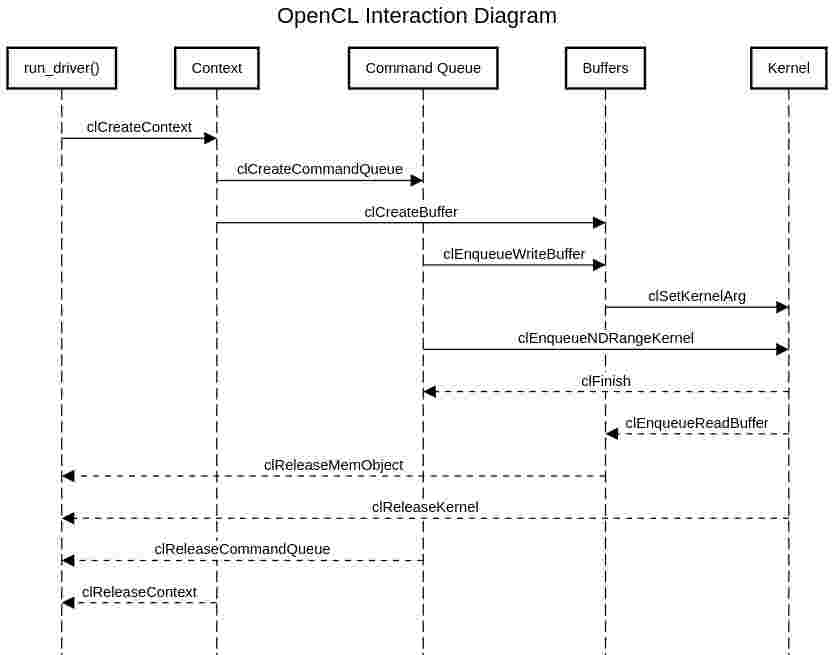 OpenCL Interaction Diagram
run_driver()
Context
Command Queue
Buffers
Kernel
clCreateContext
clCreateCommandQueue
clCreateBuffer
clEnqueueWriteBuffer
clSetKernelArg
clEnqueueNDRangeKernel
clFinish
clEnqueueReadBuffer
clReleaseMemObject
clReleaseKernel
clReleaseCommandQueue
clReleaseContext